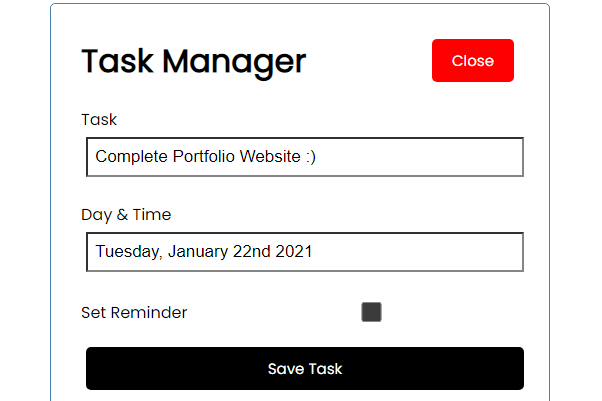 Task Manager
Close
Task
Complete Portfolio Website :)
Day & Time
Tuesday, January 22nd 2021
Set Reminder
Save Task